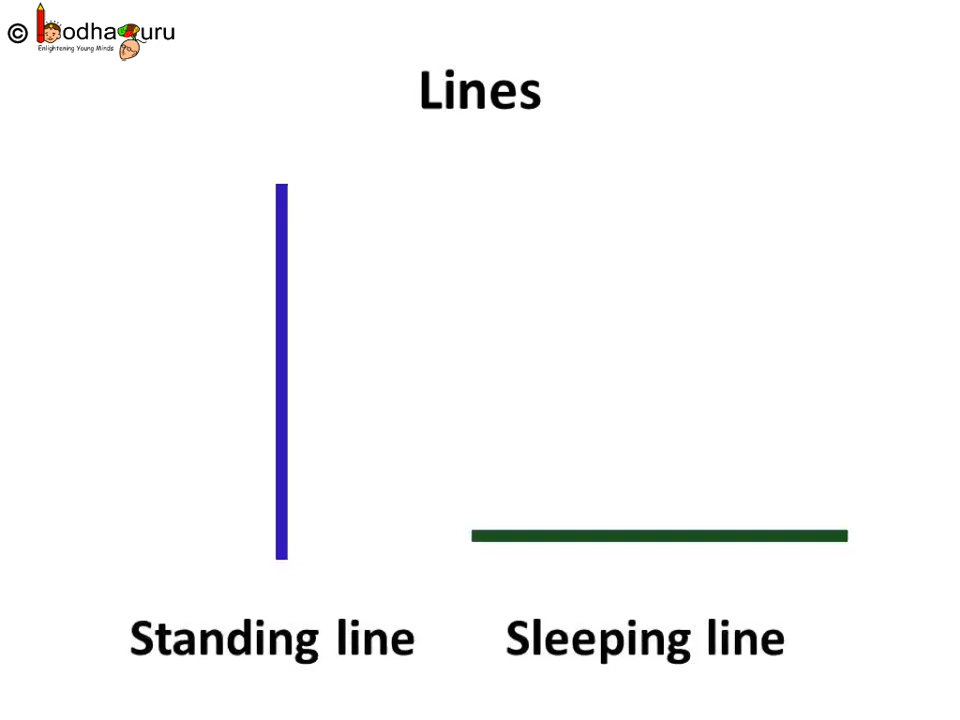 © BodhaGuru
Enlightening Young Minds
Lines
Standing line
Sleeping line